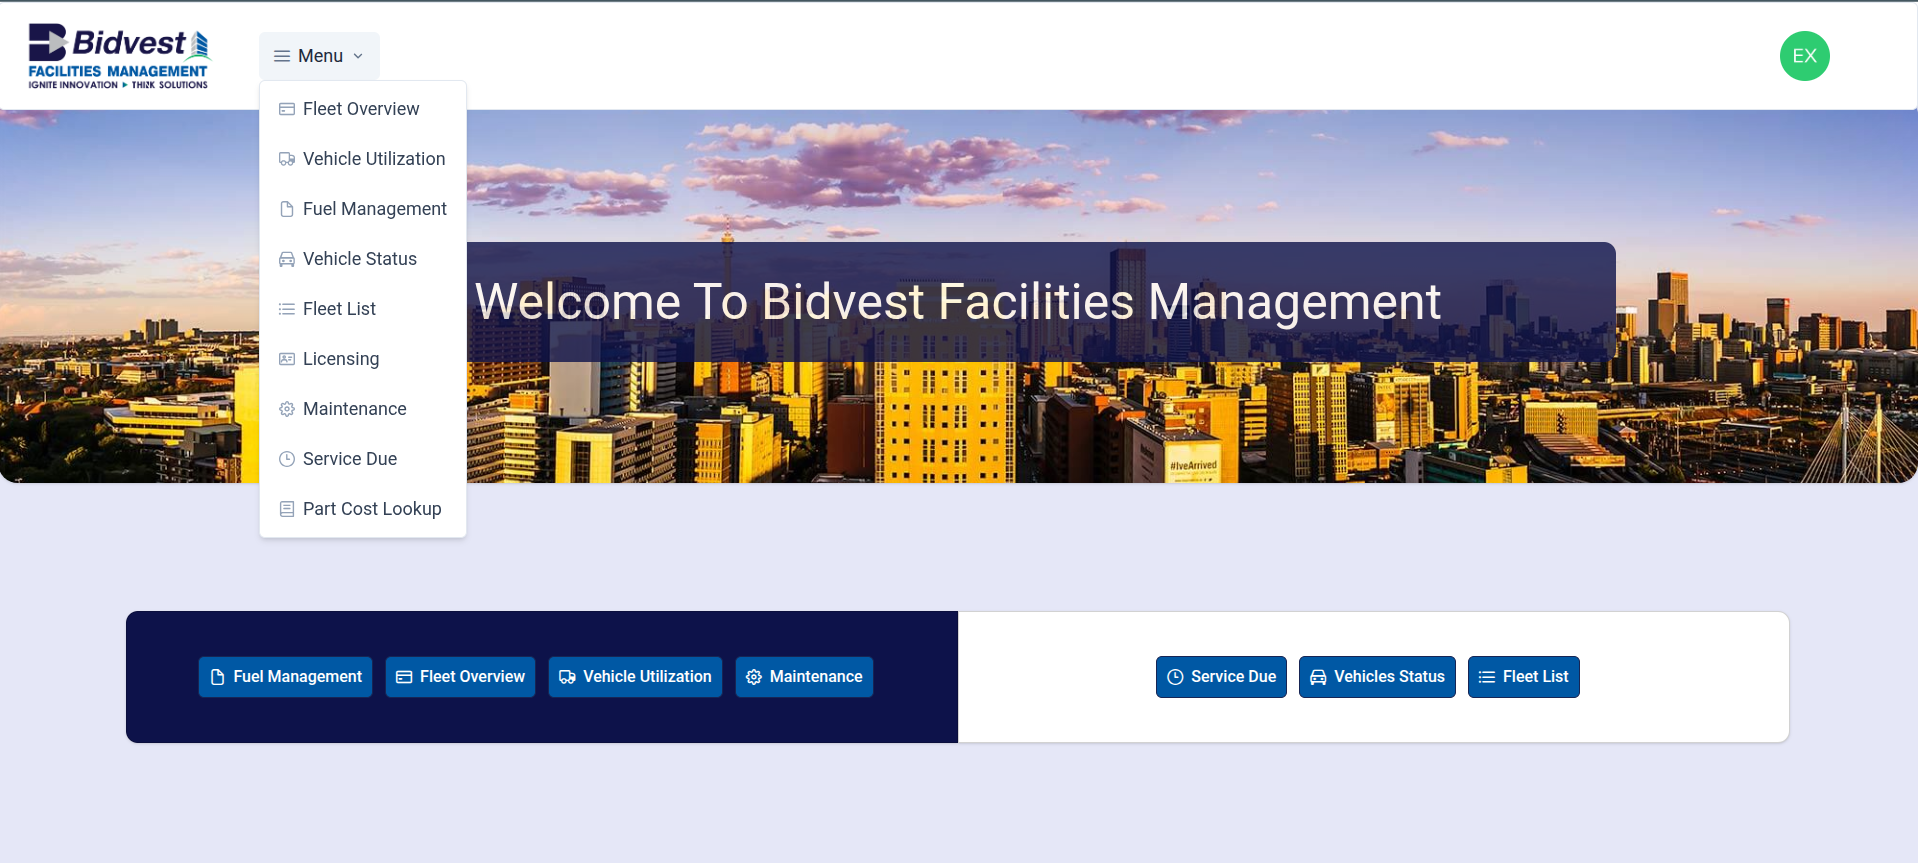 Bidvest
FACILITIES MANAGEMENT
IGNITE INNOVATION ▸ TH!?K SOLUTIONS
Menu
EX
Fleet Overview
Vehicle Utilization
Fuel Management
Vehicle Status
Fleet List
Licensing
Maintenance
Service Due
Part Cost Lookup
Welcome To Bidvest Facilities Management
#IveArrived
Fuel Management
Fleet Overview
Vehicle Utilization
Maintenance
Service Due
Vehicles Status
Fleet List